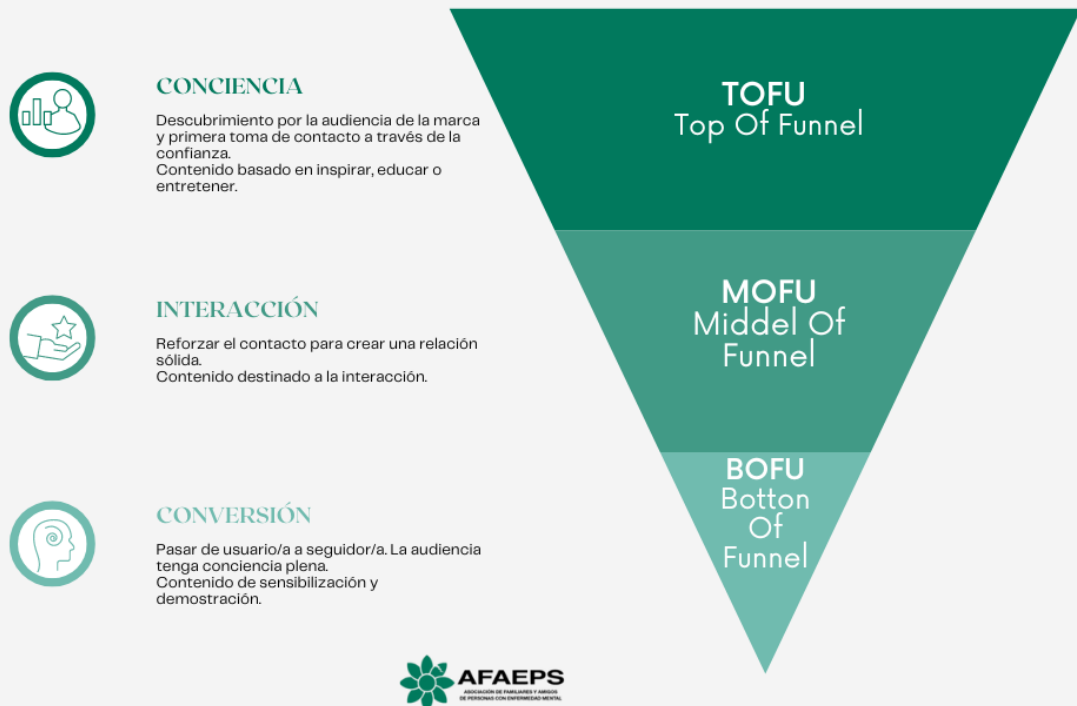 CONCIENCIA
Descubrimiento por la audiencia de la marca
y primera toma de contacto a través de la
confianza.
Contenido basado en inspirar, educar o
entretener.
TOFU
Top Of Funnel
INTERACCIÓN
Reforzar el contacto para crear una relación
sólida.
Contenido destinado a la interacción.
MOFU
Middel Of
Funnel
CONVERSIÓN
Pasar de usuario/a a seguidor/a. La audiencia
tenga conciencia plena.
Contenido de sensibilización y
demostración.
BOFU
Botton
Of
Funnel
AFAEPS
ASOCIACIÓN DE FAMILIARES Y AMIGOS
DE PERSONAS CON ENFERMEDAD MENTAL